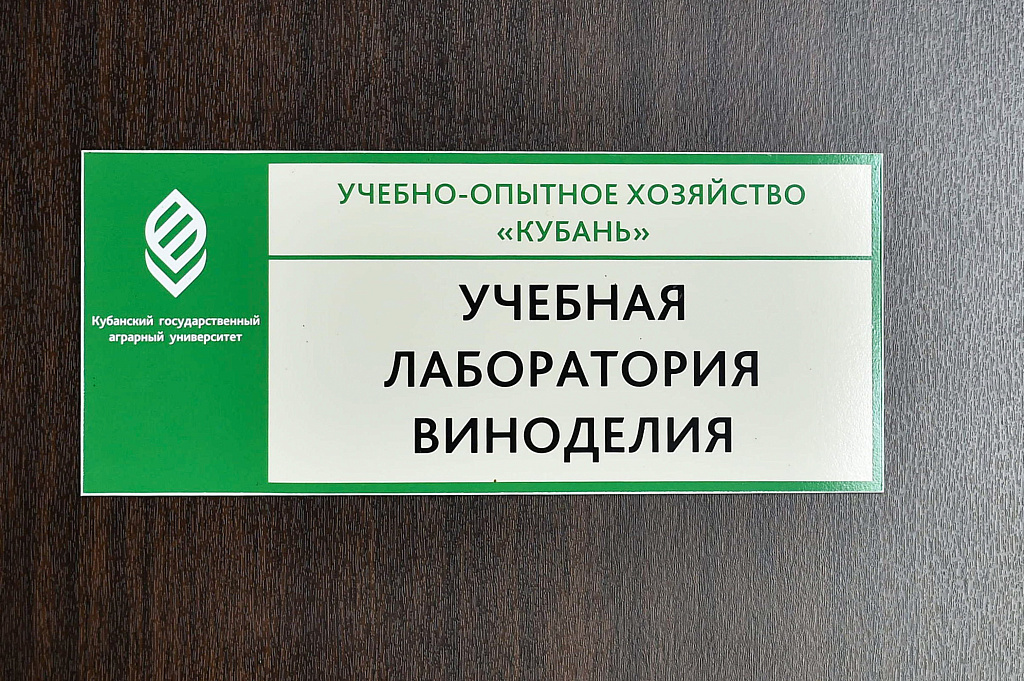 Кубанский государственный
аграрный университет
УЧЕБНО-ОПЫТНОЕ ХОЗЯЙСТВО
«КУБАНЬ»
УЧЕБНАЯ
ЛАБОРАТОРИЯ
ВИНОДЕЛИЯ